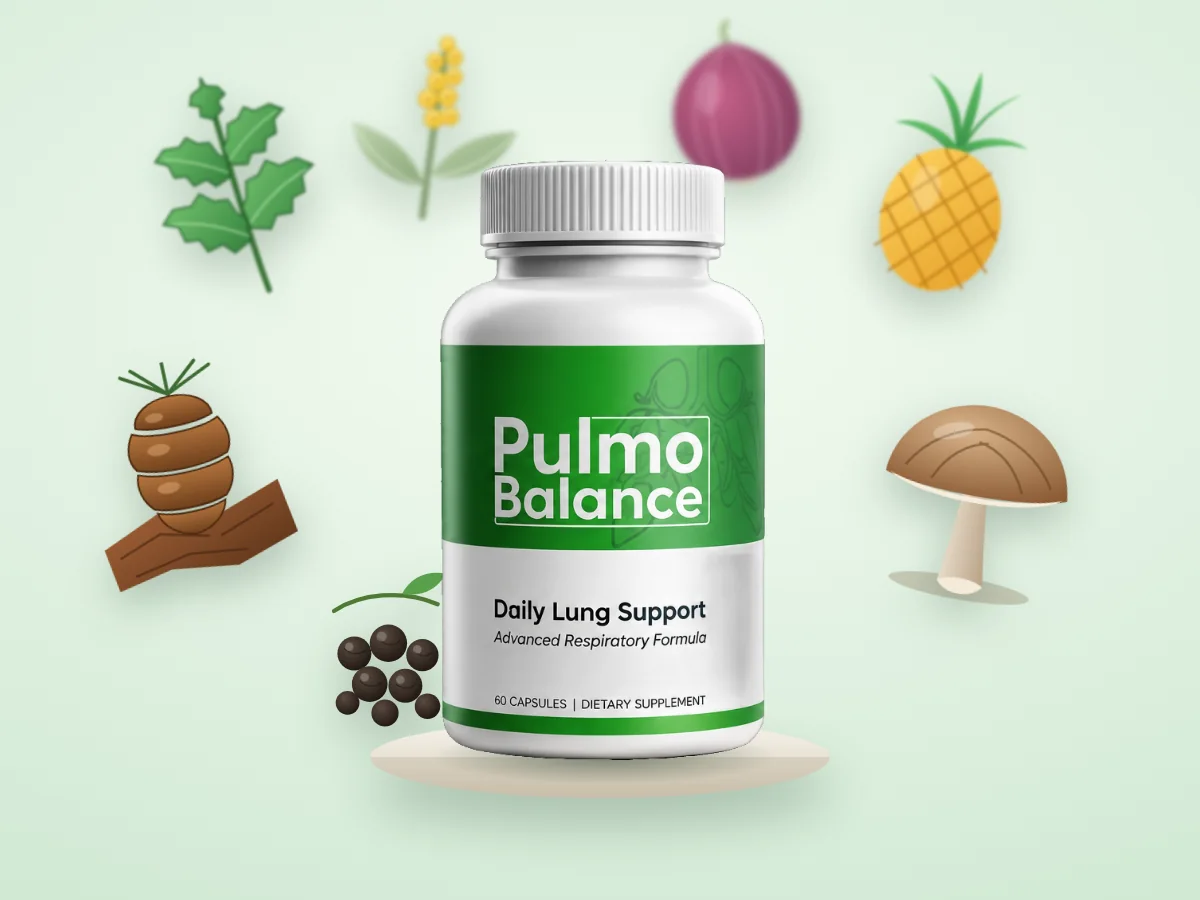 Pulmo
Balance
Daily Lung Support
Advanced Respiratory Formula
60 CAPSULES | DIETARY SUPPLEMENT